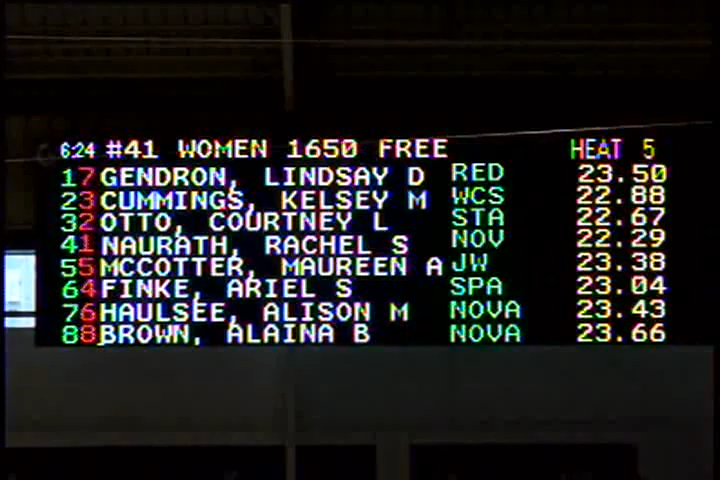 6:24 #41 WOMEN 1650 FREE HEAT 5
17 GENDRON, LINDSAY D RED 23.50
23 CUMMINGS, KELSEY M WCS 22.88
32 OTTO, COURTNEY L STA 22.67
41 NAURATH, RACHEL S NOV 22.29
55 MCCOTTER, MAUREEN A JW 23.38
64 FINKE, ARIEL S SPA 23.04
76 HAULSEE, ALISON M NOVA 23.43
88 BROWN, ALAINA B NOVA 23.66